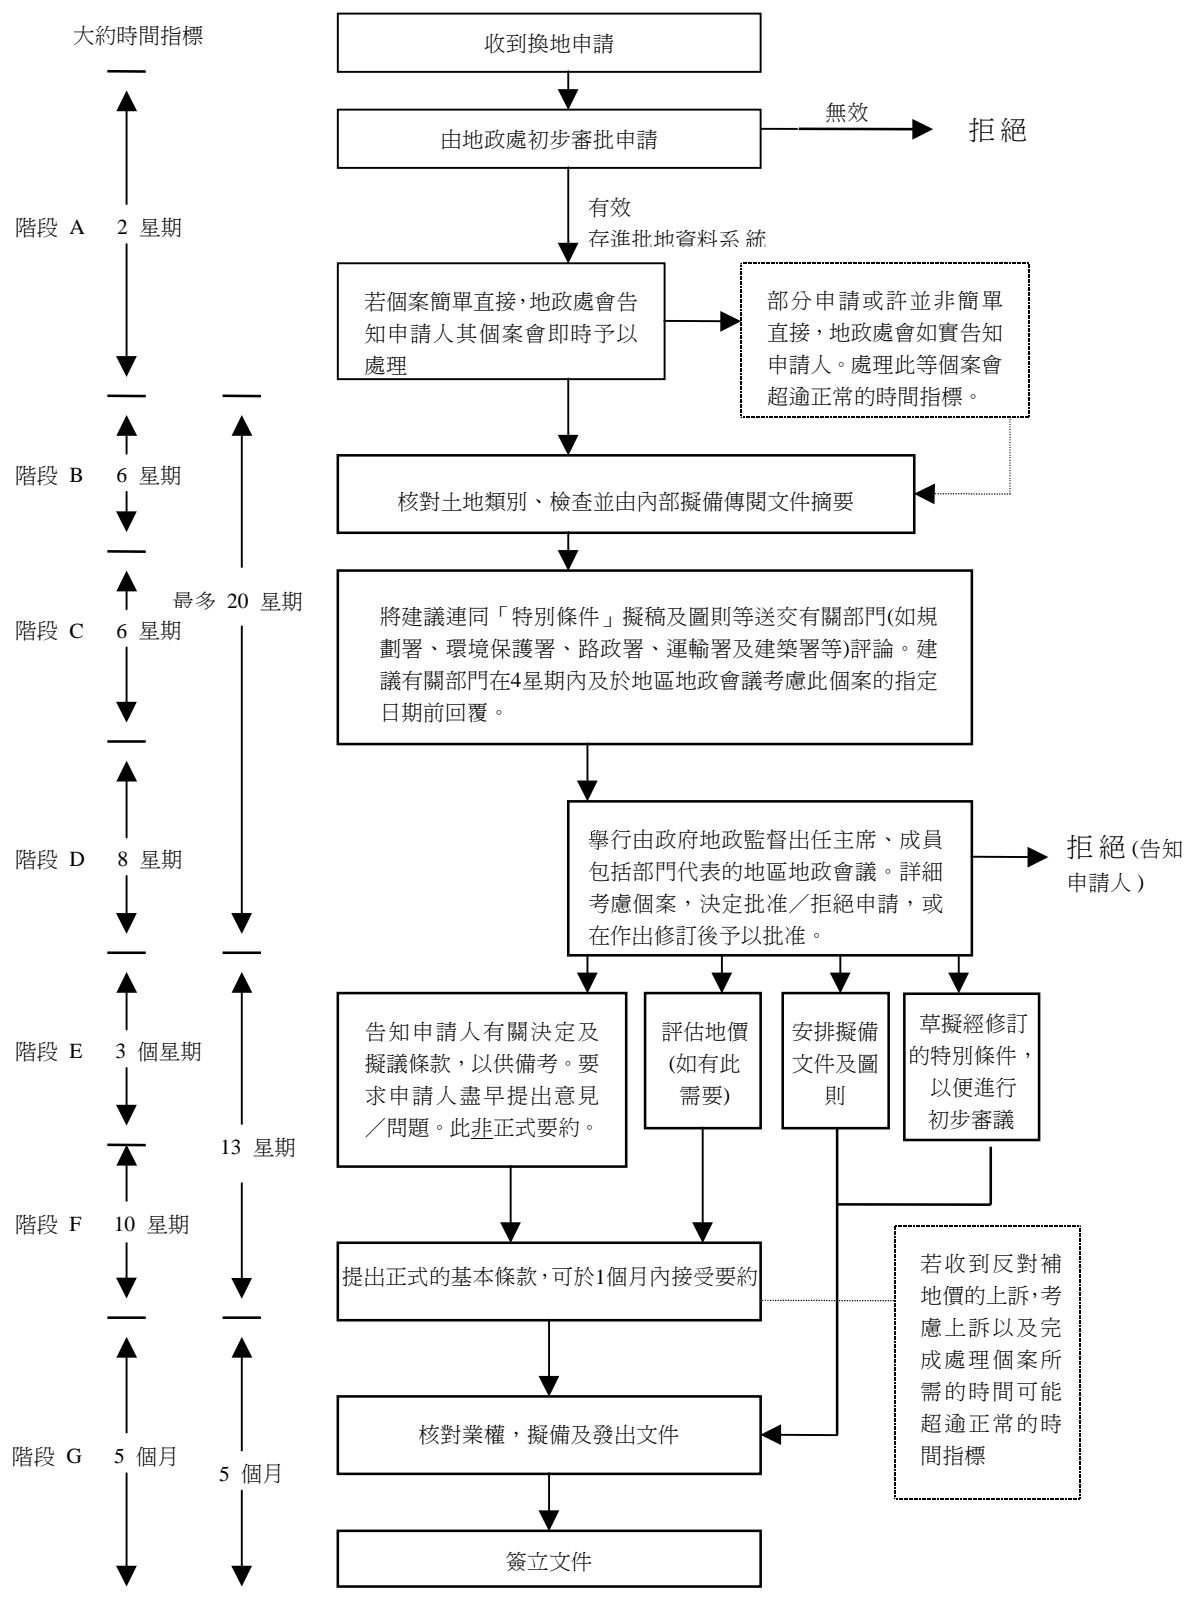 大約時間指標
收到換地申請
由地政處初步審批申請
無效
拒絕
階段 A 2 星期
有效
存進批地資料系統
若個案簡單直接，地政處會告
知申請人其個案會即時予以
處理
部分申請或許並非簡單
直接，地政處會如實告知
申請人。處理此等個案會
超逾正常的時間指標。
階段 B 6 星期
核對土地類別、檢查並由內部擬備傳閱文件摘要
最多 20 星期
階段 C 6 星期
將建議連同「特別條件」擬稿及圖則等送交有關部門(如規
劃署、環境保護署、路政署、運輸署及建築署等)評論。建
議有關部門在4星期內及於地區地政會議考慮此個案的指定
日期前回覆。
階段 D 8 星期
舉行由政府地政監督出任主席、成員
包括部門代表的地區地政會議。詳細
考慮個案，決定批准／拒絕申請，或
在作出修訂後予以批准。
拒絕(告知
申請人)
階段 E 3 個星期
告知申請人有關決定及
擬議條款，以供備考。要
求申請人盡早提出意見
／問題。此非正式要約。
評估地價
(如有此
需要)
安排擬備
文件及圖
則
草擬經修訂
的特別條件，
以便進行
初步審議
13 星期
階段 F 10 星期
提出正式的基本條款，可於1個月內接受要約
若收到反對補
地價的上訴，考
慮上訴以及完
成處理個案所
需的時間可能
超逾正常的時
間指標
階段 G 5 個月
5 個月
核對業權，擬備及發出文件
簽立文件